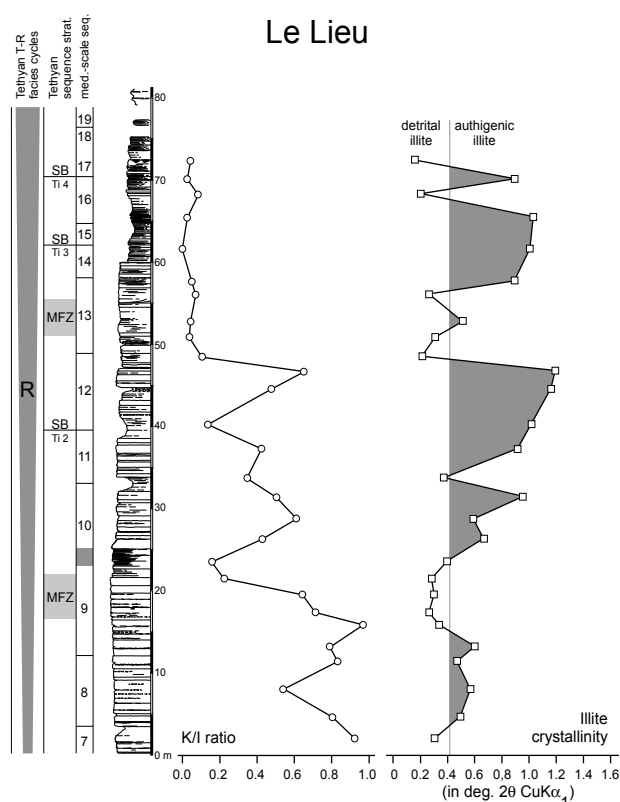 Le Lieu
Tethyan T-R
facies cycles
Tethyan
sequence strat.
med.-scale seq.
R
SB
Ti 4
SB
Ti 3
MFZ
SB
Ti 2
MFZ
19
18
17
16
15
14
13
12
11
10
9
8
7
80
70
60
50
40
30
20
10
0 m
K/I ratio
0.0 0.2 0.4 0.6 0.8 1.0
detrital
illite
authigenic
illite
Illite
crystallinity
0 0,2 0.4 0.6 0.8 1.0 1.2 1.4 1,6
(in deg. 2θ CuKα1)